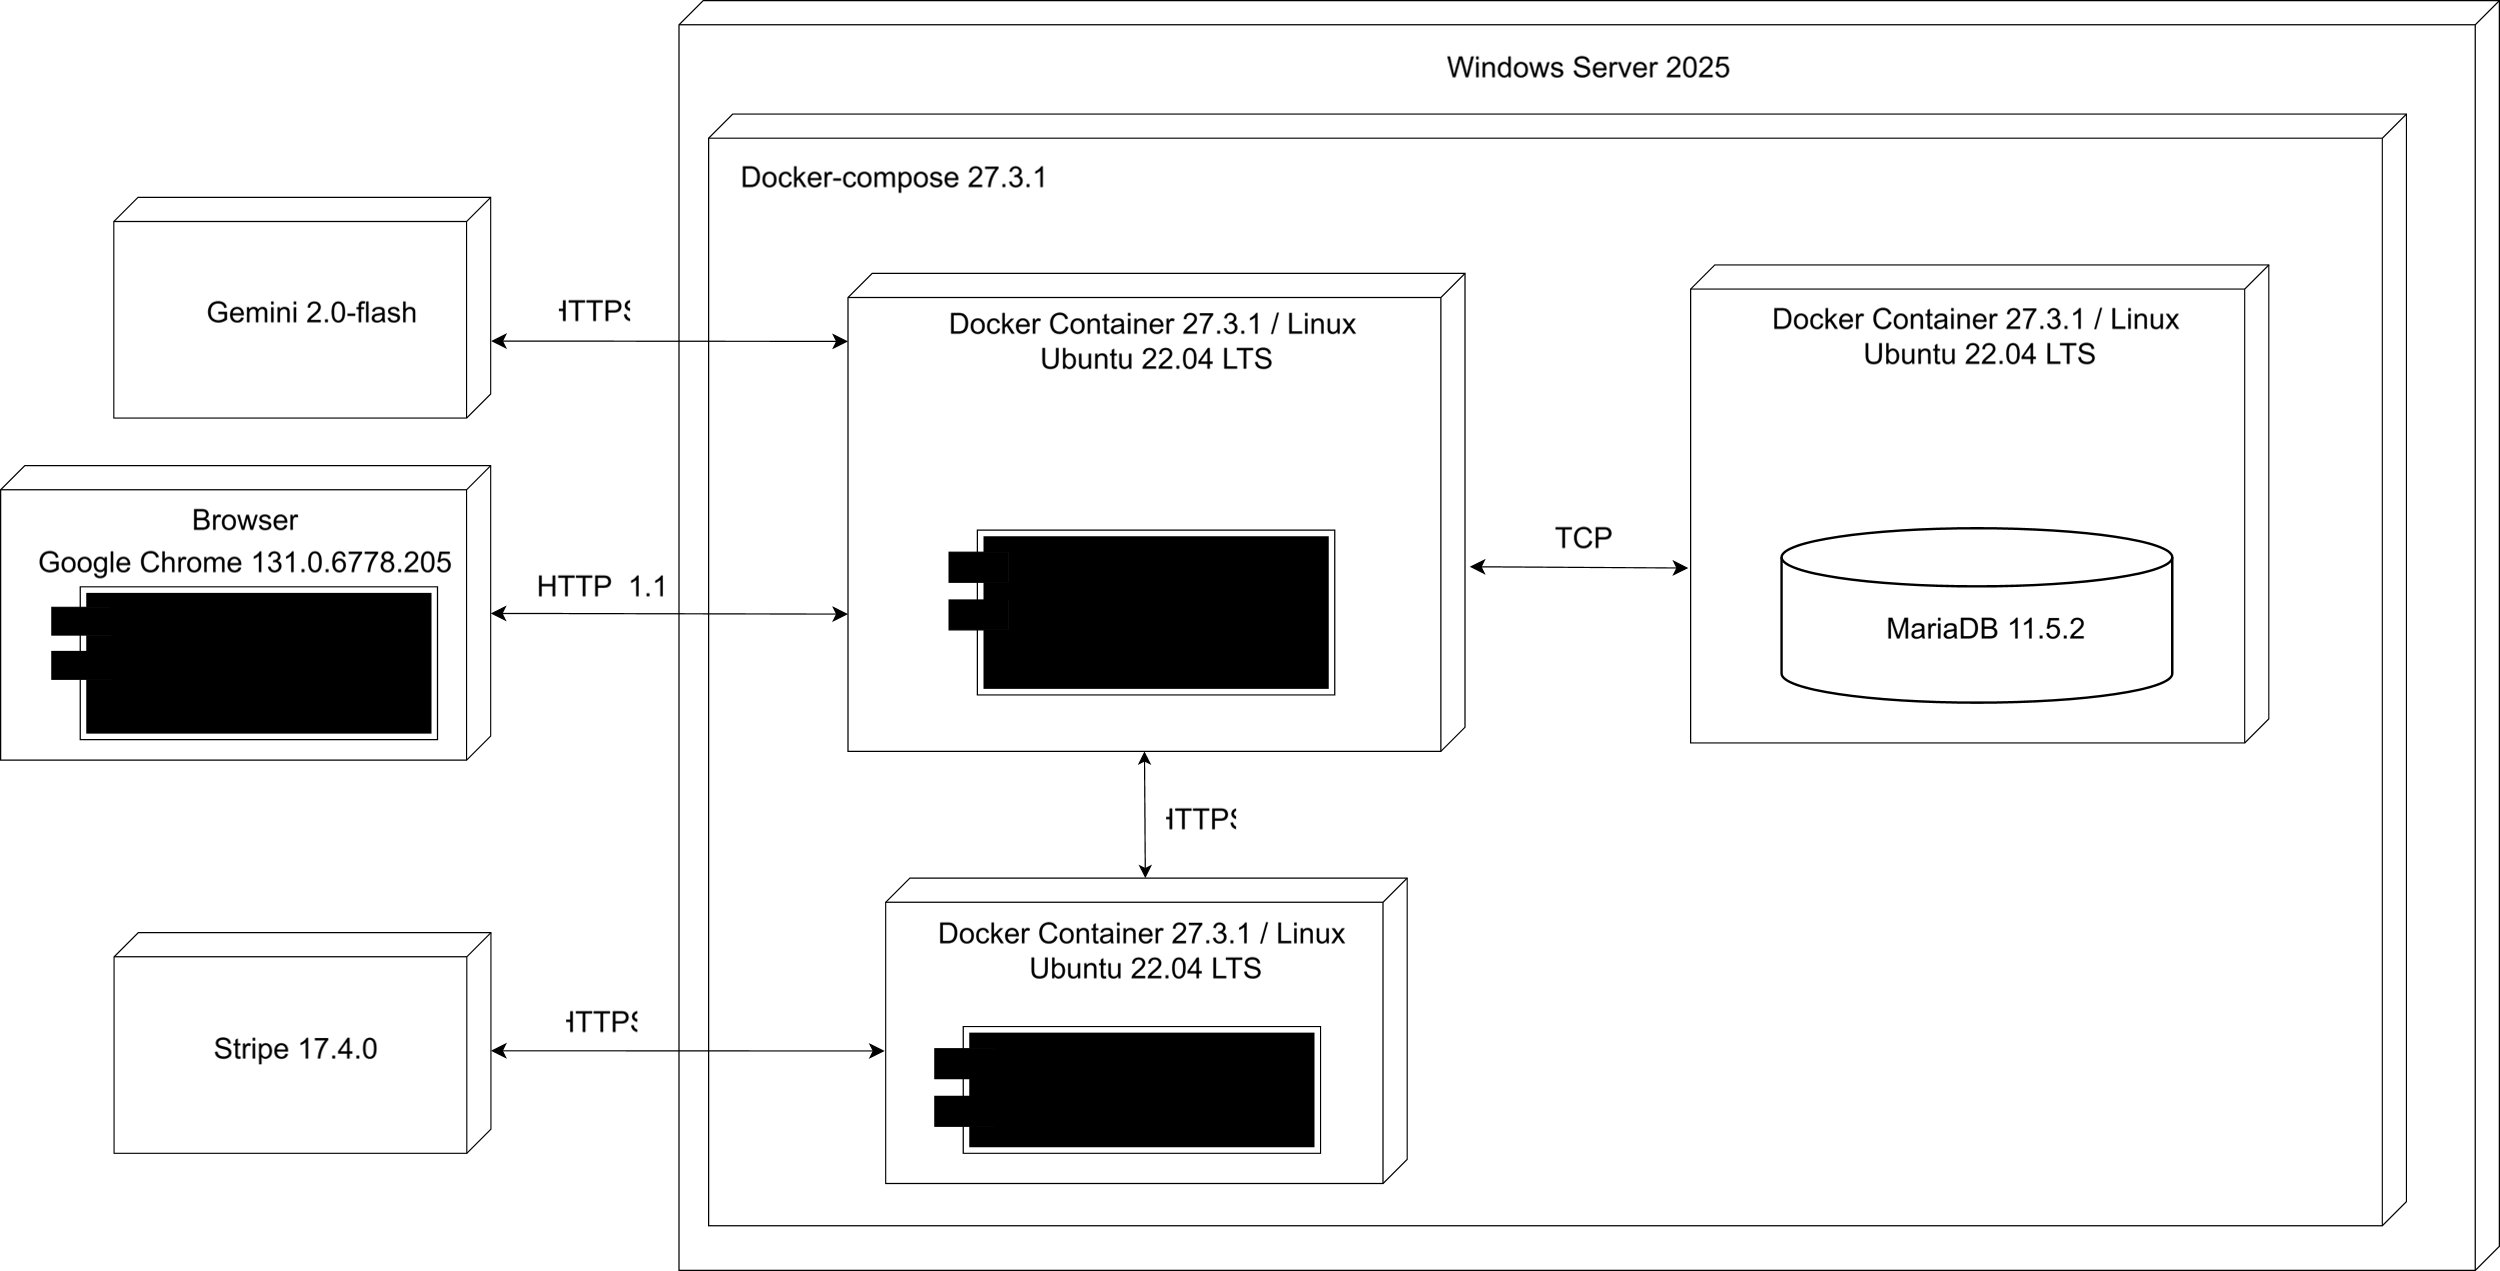 Windows Server 2025
Docker-compose 27.3.1
Gemini 2.0-flash
HTTPS
Docker Container 27.3.1 / Linux
Ubuntu 22.04 LTS
Docker Container 27.3.1 / Linux
Ubuntu 22.04 LTS
Browser
Google Chrome 131.0.6778.205
HTTP 1.1
TCP
MariaDB 11.5.2
HTTPS
Docker Container 27.3.1 / Linux
Ubuntu 22.04 LTS
HTTPS
Stripe 17.4.0